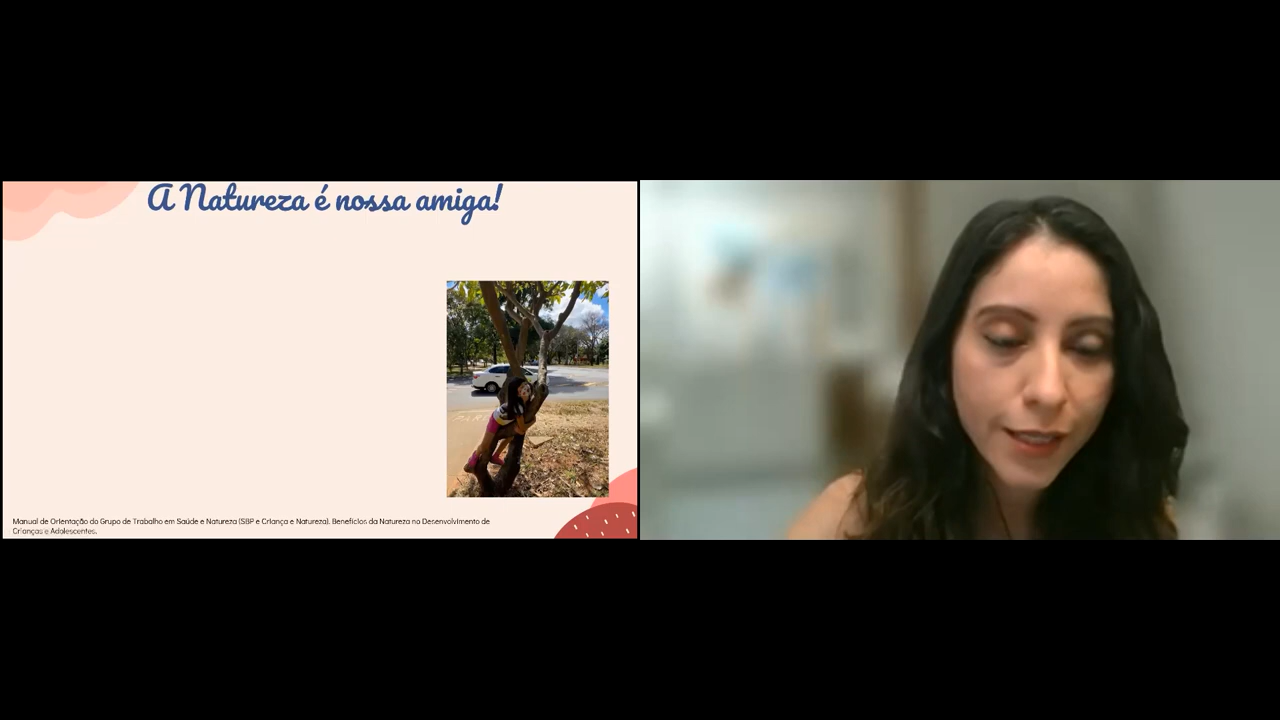 A Natureza é nossa amiga!
Manual de Orientação do Grupo de Trabalho em Saúde e Natureza (SBP e Criança e Natureza). Benefícios da Natureza no Desenvolvimento de
Crianças e Adolescentes.